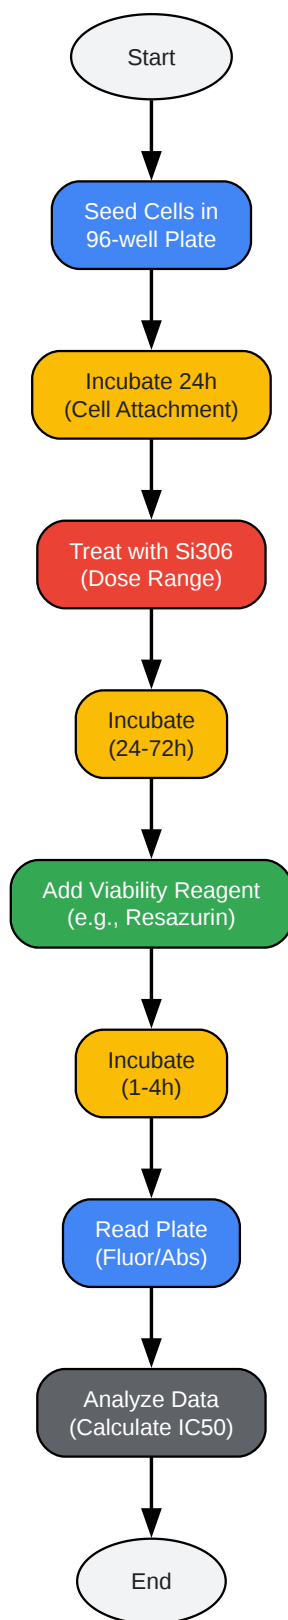 Start
Seed Cells in
96-well Plate
Incubate 24h
(Cell Attachment)
Treat with Si306
(Dose Range)
Incubate
(24-72h)
Add Viability Reagent
(e.g., Resazurin)
Incubate
(1-4h)
Read Plate
(Fluor/Abs)
Analyze Data
(Calculate IC50)
End